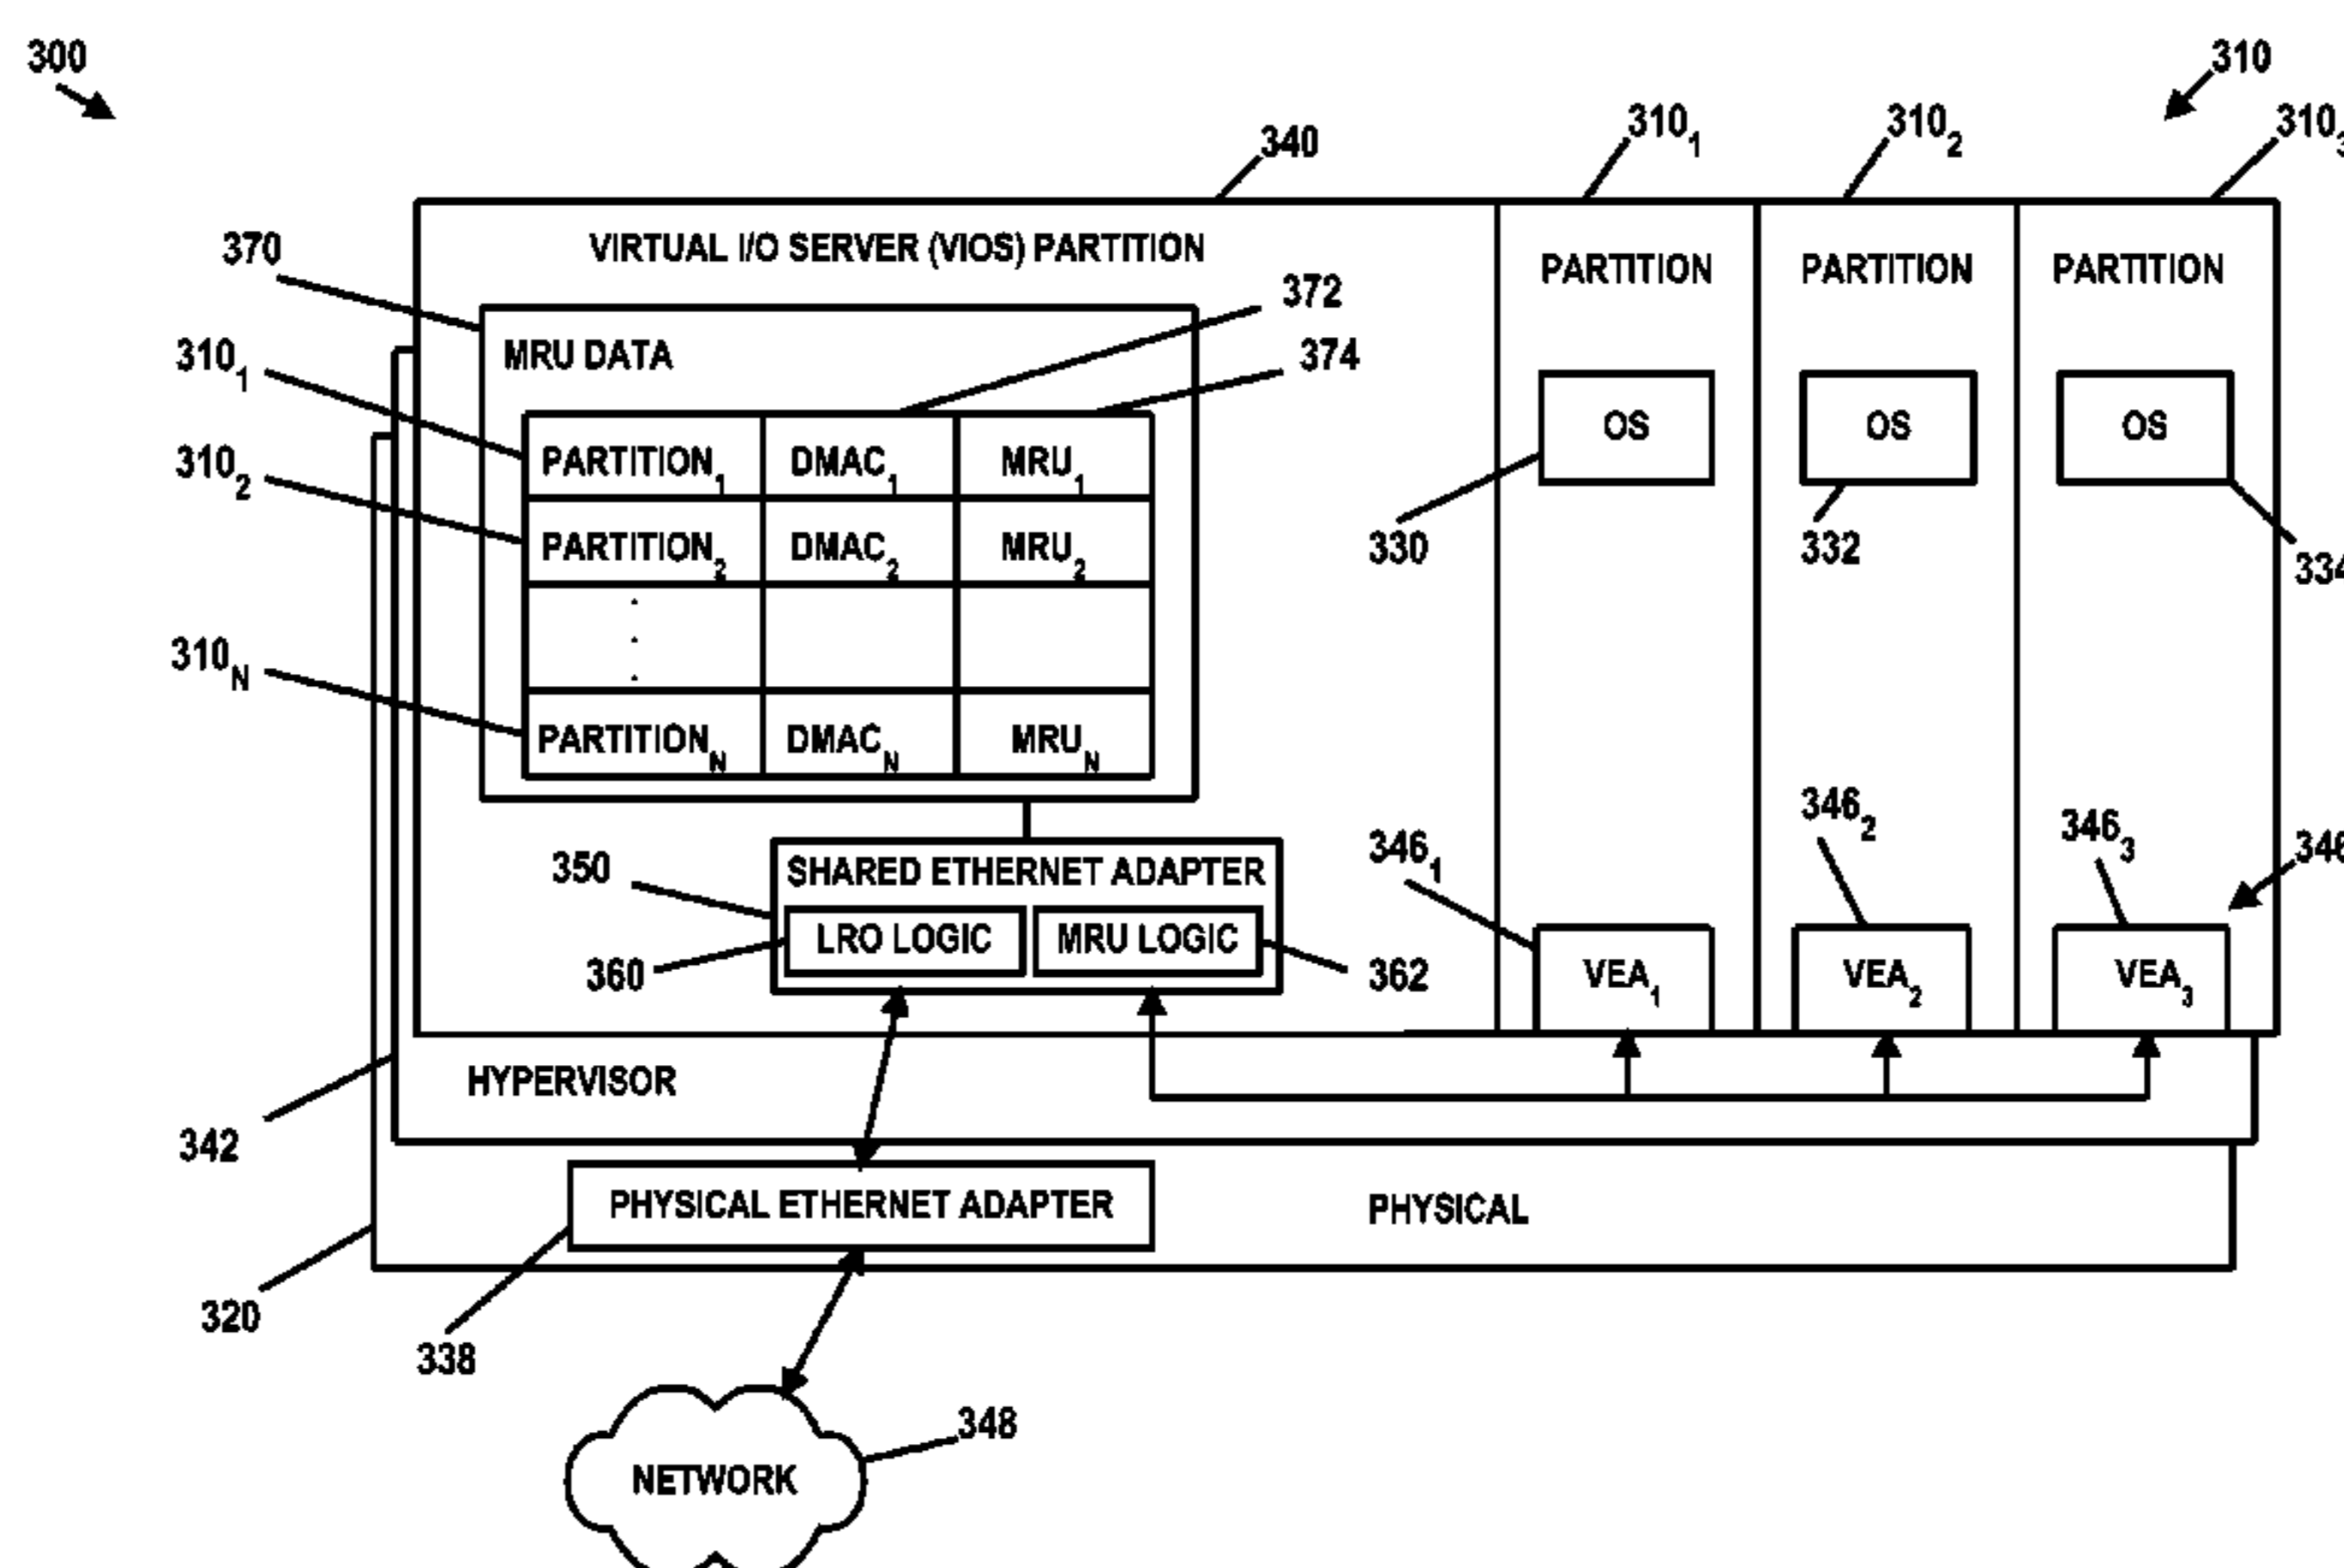 300
310
340
310₁
310₂
310₃
370
VIRTUAL I/O SERVER (VIOS) PARTITION
PARTITION
PARTITION
PARTITION
372
374
310₁
MRU DATA
310₂
PARTITION₁ DMAC₁ MRU₁
PARTITION₂ DMAC₂ MRU₂
.
.
.
310N
PARTITIONN DMACN MRUN
OS
OS
OS
330
332
334
350
SHARED ETHERNET ADAPTER
LRO LOGIC
MRU LOGIC
360
362
346₁
346₂
346₃
346
VEA₁
VEA₂
VEA₃
HYPERVISOR
342
PHYSICAL ETHERNET ADAPTER
PHYSICAL
320
338
348
NETWORK